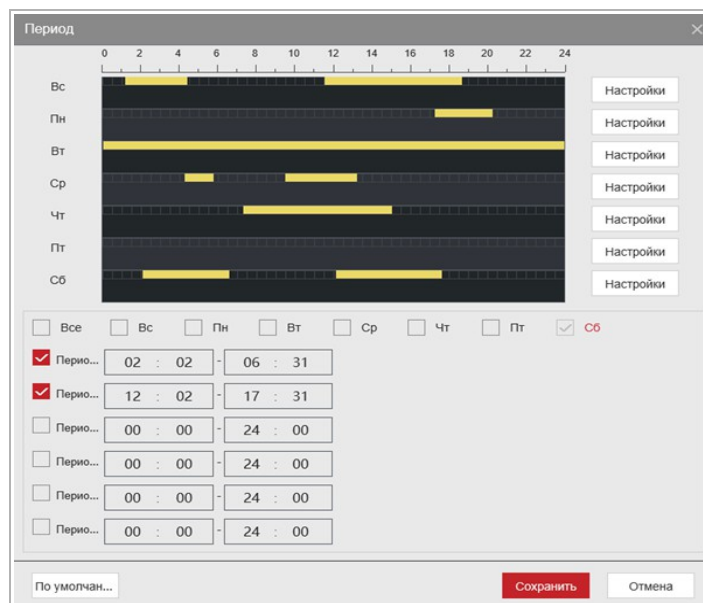 Период
0 2 4 6 8 10 12 14 16 18 20 22 24
Вс Настройки
Пн Настройки
Вт Настройки
Ср Настройки
Чт Настройки
Пт Настройки
Сб Настройки
Все Вс Пн Вт Ср Чт Пт Сб
Перио... 02 : 02 - 06 : 31
Перио... 12 : 02 - 17 : 31
Перио... 00 : 00 - 24 : 00
Перио... 00 : 00 - 24 : 00
Перио... 00 : 00 - 24 : 00
Перио... 00 : 00 - 24 : 00
По умолчан... Сохранить Отмена